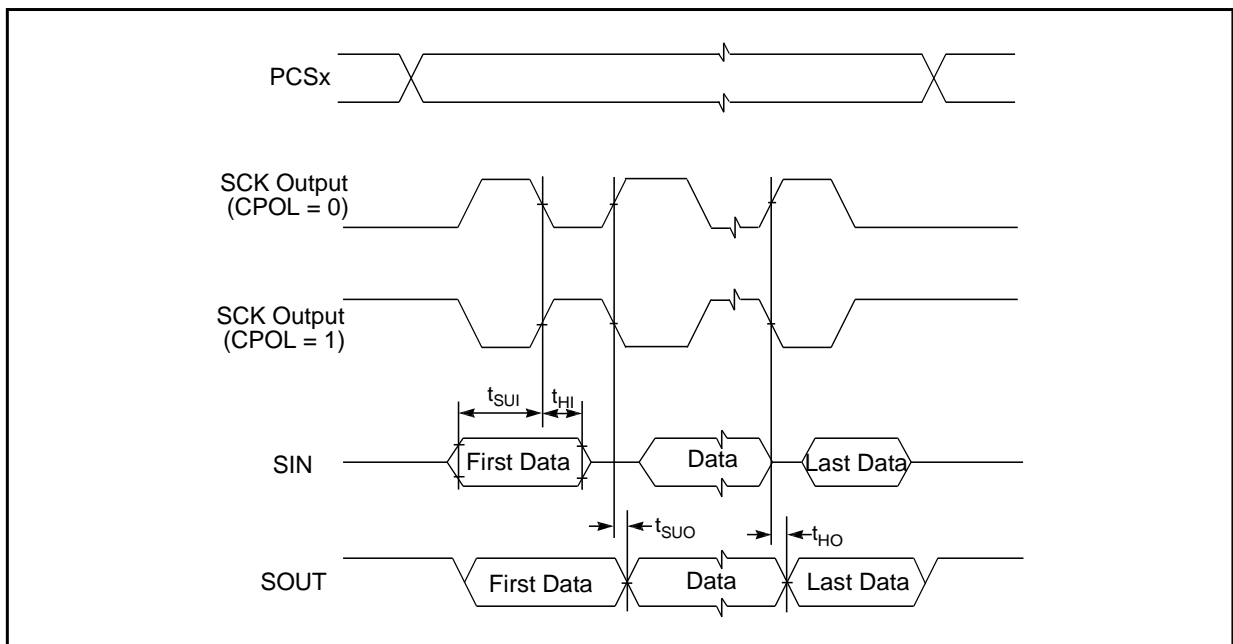 PCSx
SCK Output
(CPOL = 0)
SCK Output
(CPOL = 1)
tSUI
tHI
SIN
First Data
Data
Last Data
tSUO
tHO
SOUT
First Data
Data
Last Data